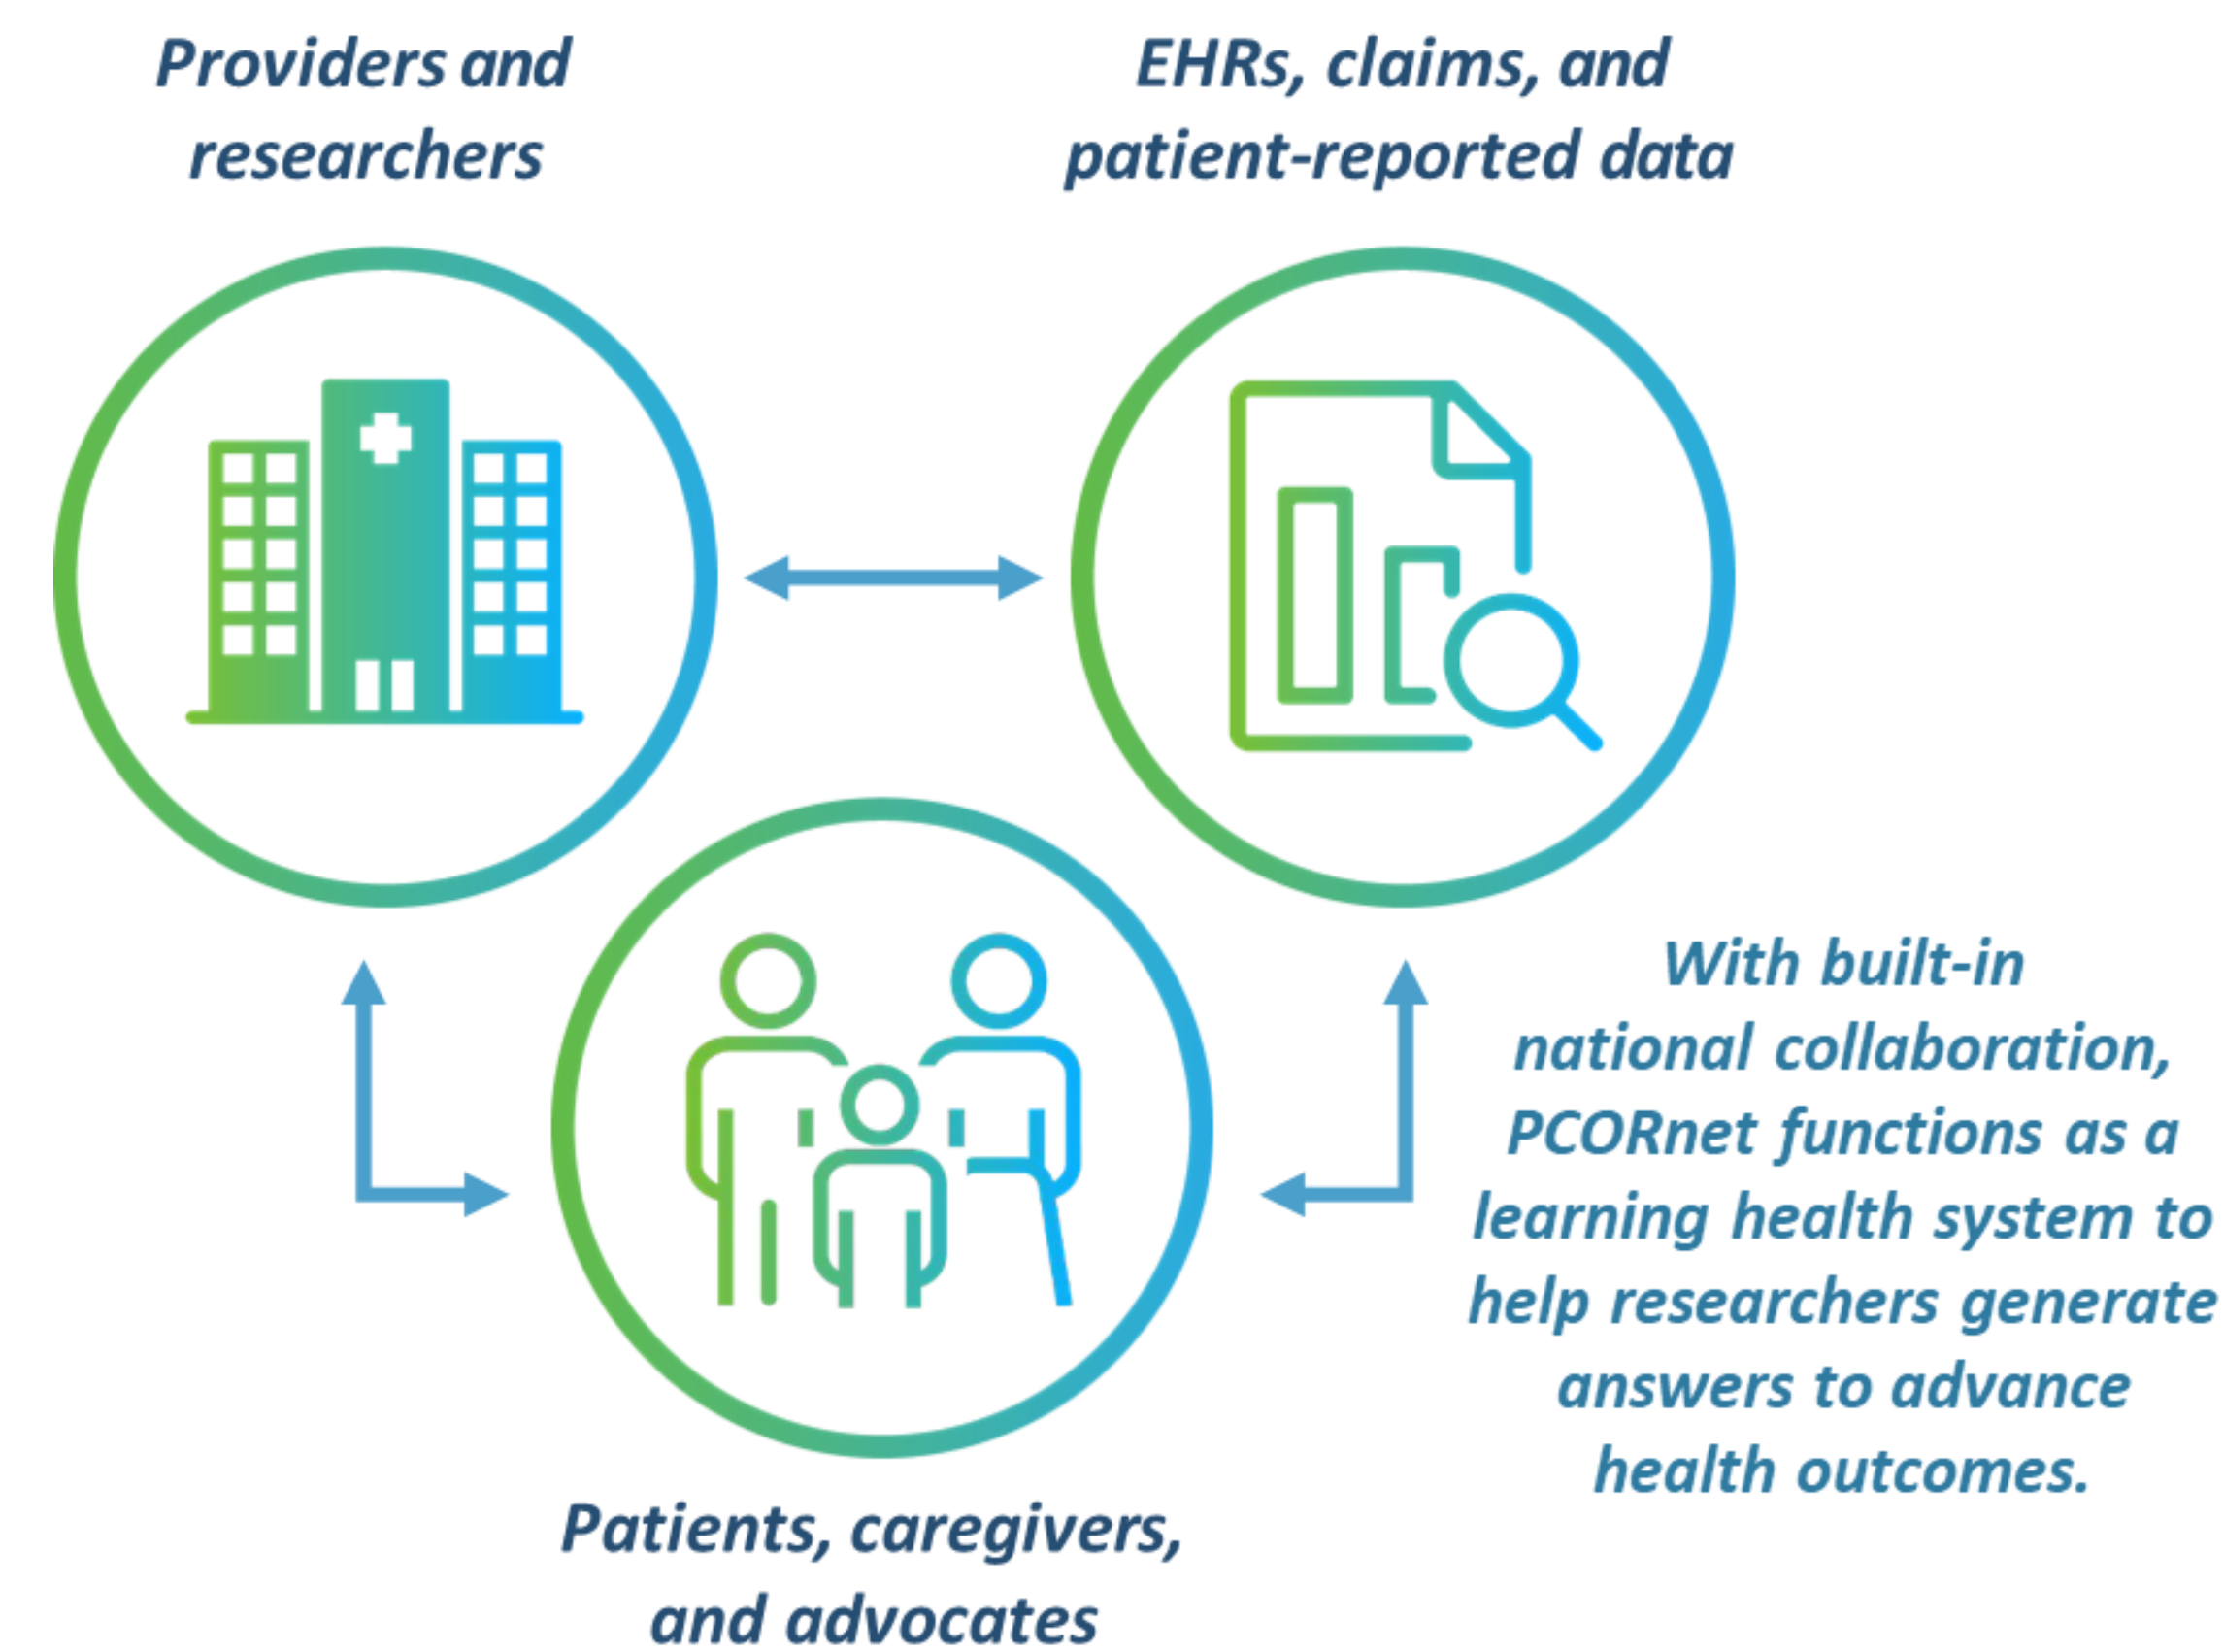 Providers and
researchers
EHRs, claims, and
patient-reported data
With built-in
national collaboration,
PCORnet functions as a
learning health system to
help researchers generate
answers to advance
health outcomes.
Patients, caregivers,
and advocates